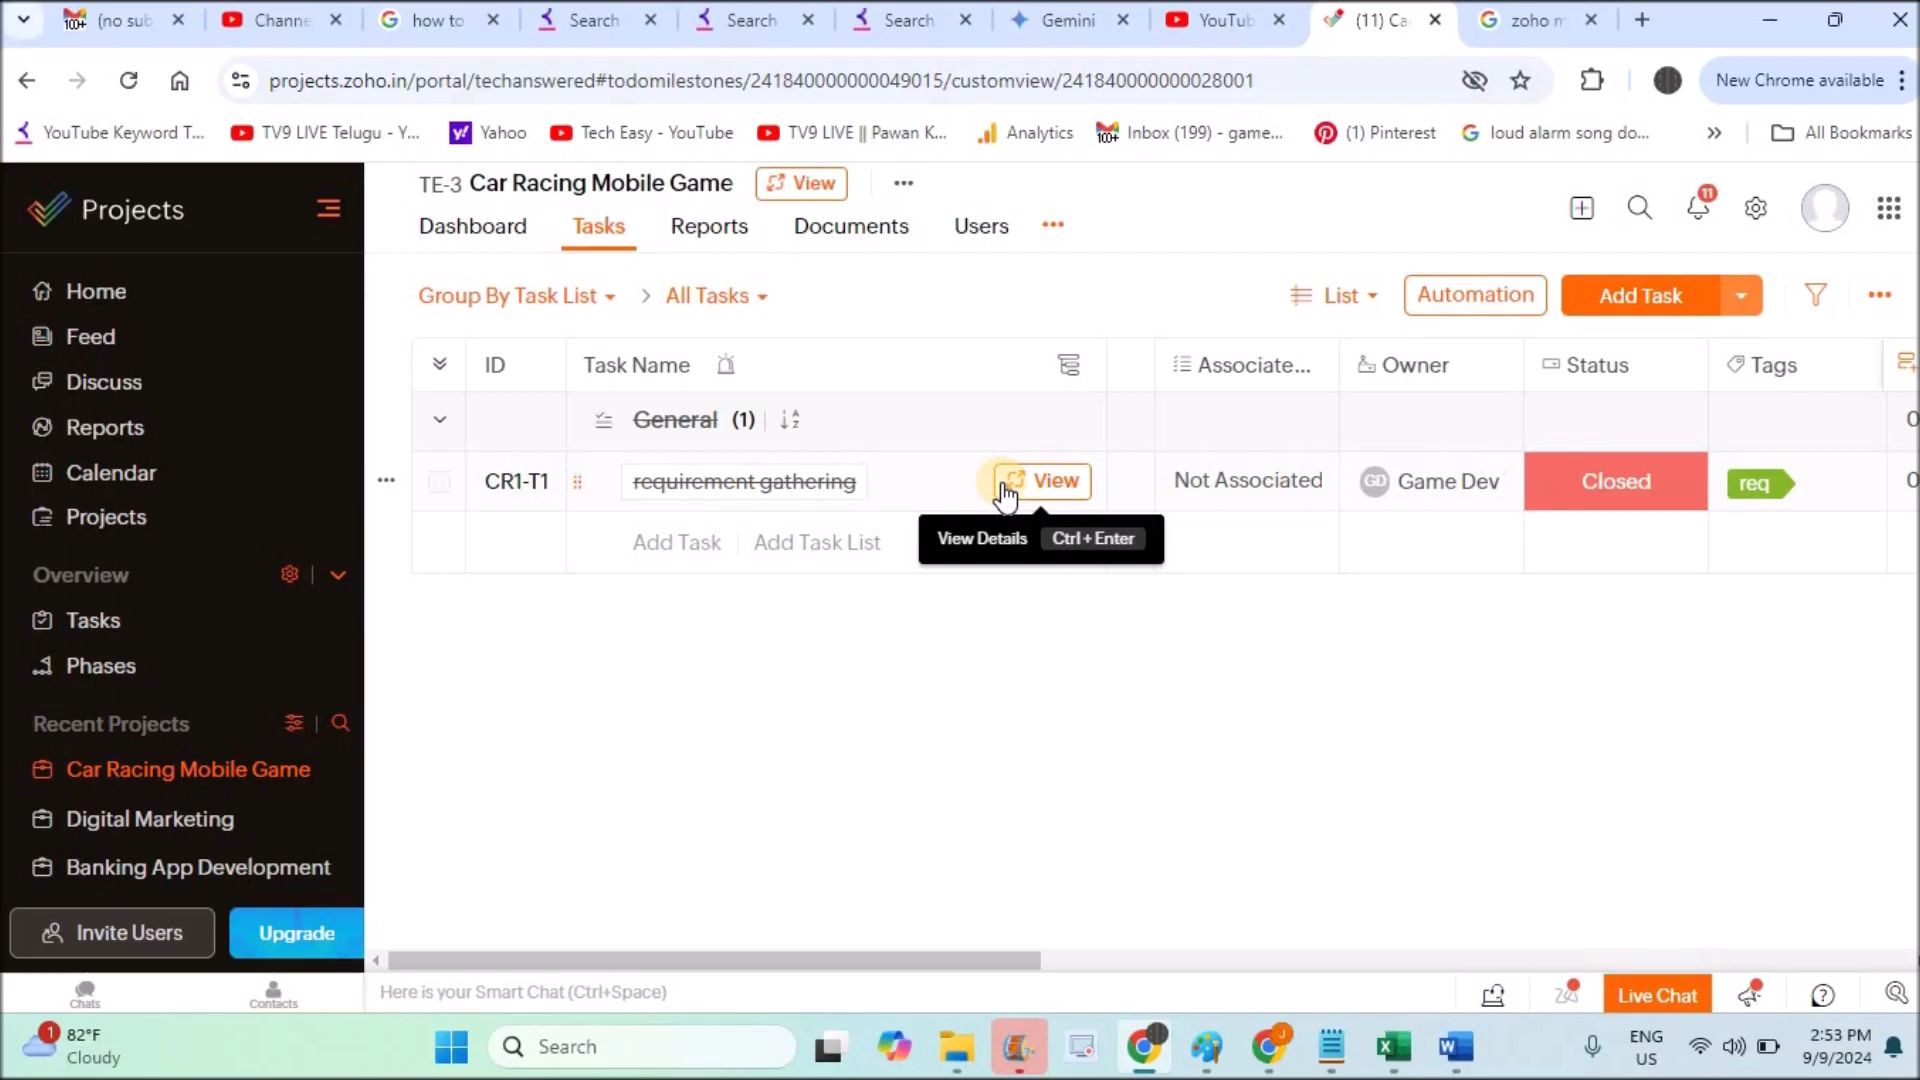 100+ (no sub
Channe
how to
Search
Search
Search
Gemini
YouTub
(11) Ca
zoho m
projects.zoho.in/portal/techanswered#todomilestones/241840000000049015/customview/241840000000028001
New Chrome available
YouTube Keyword T...
TV9 LIVE Telugu - Y...
Yahoo
Tech Easy - YouTube
TV9 LIVE || Pawan K...
Analytics
100+ Inbox (199) - game...
(1) Pinterest
loud alarm song do...
All Bookmarks
Projects
TE-3 Car Racing Mobile Game
View
Dashboard
Tasks
Reports
Documents
Users
11
Home
Feed
Discuss
Reports
Calendar
Projects
Overview
Tasks
Phases
Recent Projects
Car Racing Mobile Game
Digital Marketing
Banking App Development
Invite Users
Upgrade
Group By Task List
All Tasks
List
Automation
Add Task
ID
Task Name
Associate...
Owner
Status
Tags
General (1)
CR1-T1
requirement gathering
View
Not Associated
GD Game Dev
Closed
req
Add Task
Add Task List
View Details Ctrl+Enter
Chats
Contacts
Here is your Smart Chat (Ctrl+Space)
Live Chat
1
82°F
Cloudy
Search
ENG
US
2:53 PM
9/9/2024